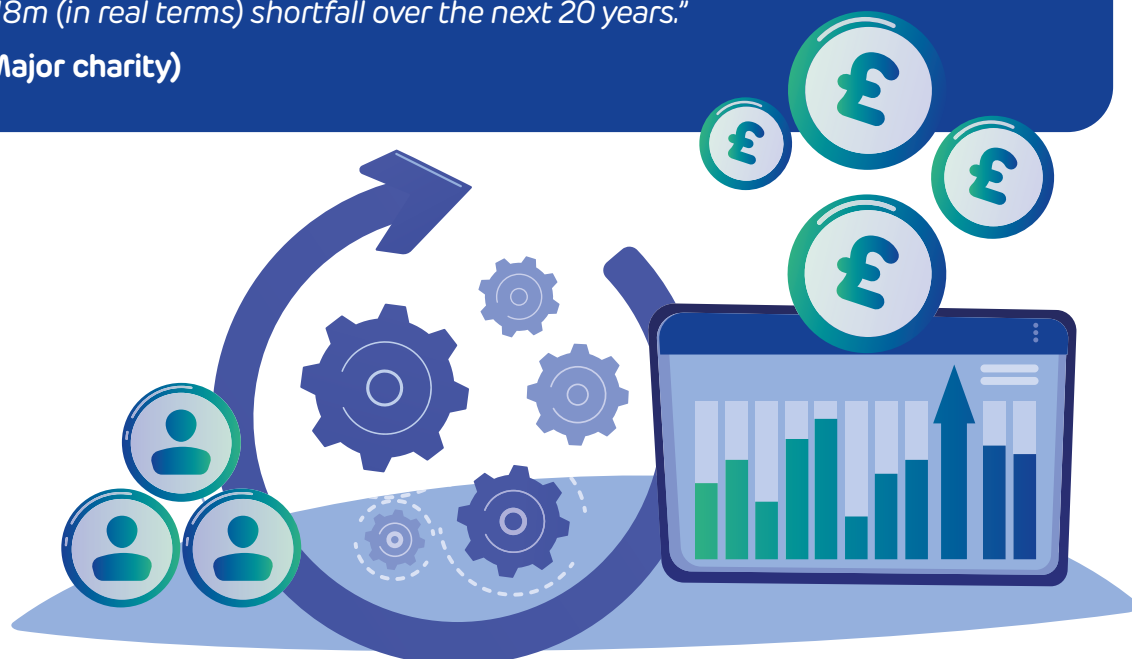 8m (in real terms) shortfall over the next 20 years.”
Major charity)
£
£
£
£